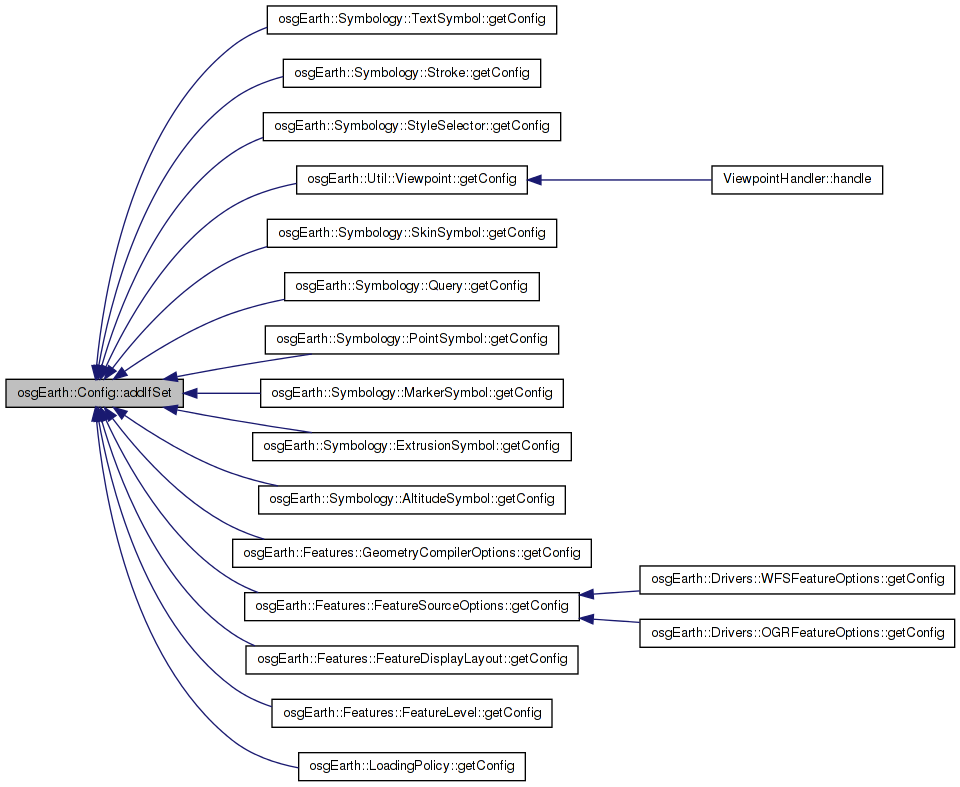 osgEarth::Symbology::TextSymbol::getConfig
osgEarth::Symbology::Stroke::getConfig
osgEarth::Symbology::StyleSelector::getConfig
osgEarth::Util::Viewpoint::getConfig
ViewpointHandler::handle
osgEarth::Symbology::SkinSymbol::getConfig
osgEarth::Symbology::Query::getConfig
osgEarth::Symbology::PointSymbol::getConfig
osgEarth::Config::addIfSet
osgEarth::Symbology::MarkerSymbol::getConfig
osgEarth::Symbology::ExtrusionSymbol::getConfig
osgEarth::Symbology::AltitudeSymbol::getConfig
osgEarth::Features::GeometryCompilerOptions::getConfig
osgEarth::Features::FeatureSourceOptions::getConfig
osgEarth::Drivers::WFSFeatureOptions::getConfig
osgEarth::Drivers::OGRFeatureOptions::getConfig
osgEarth::Features::FeatureDisplayLayout::getConfig
osgEarth::Features::FeatureLevel::getConfig
osgEarth::LoadingPolicy::getConfig